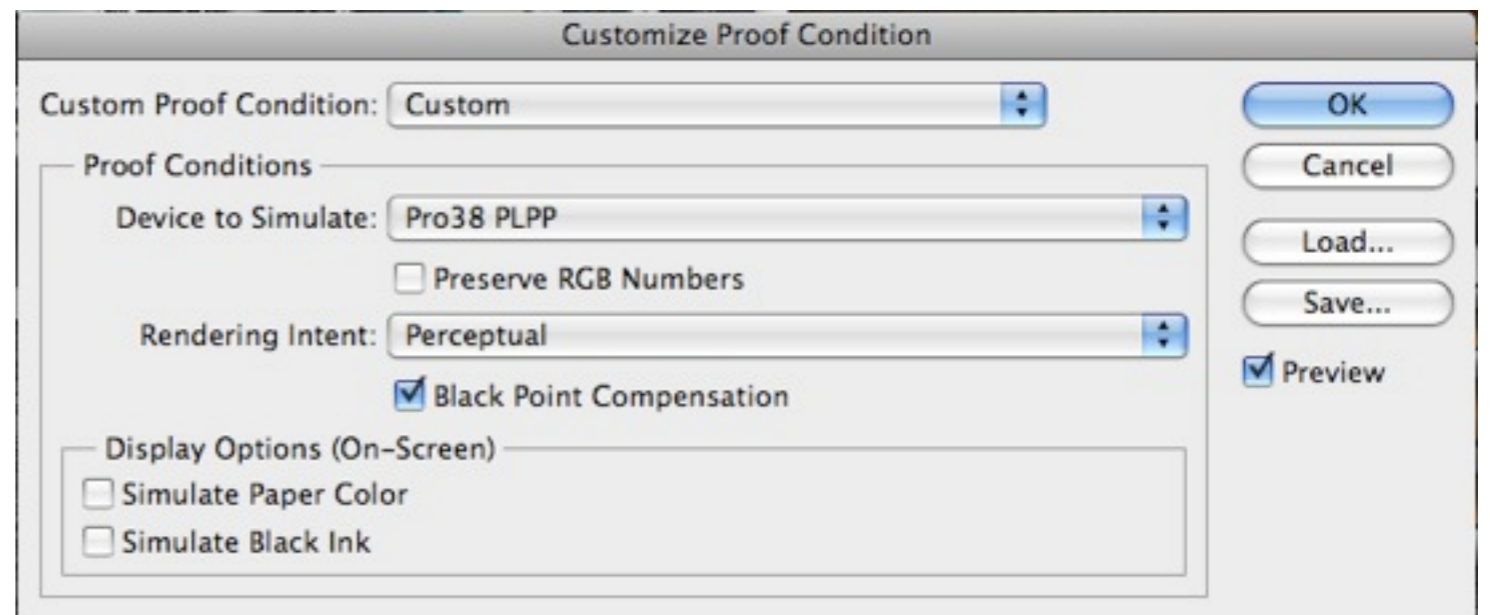 Customize Proof Condition
Custom Proof Condition: Custom
OK
Proof Conditions
Cancel
Device to Simulate: Pro38 PLPP
Load...
Preserve RGB Numbers
Save...
Rendering Intent: Perceptual
Preview
Black Point Compensation
Display Options (On-Screen)
Simulate Paper Color
Simulate Black Ink